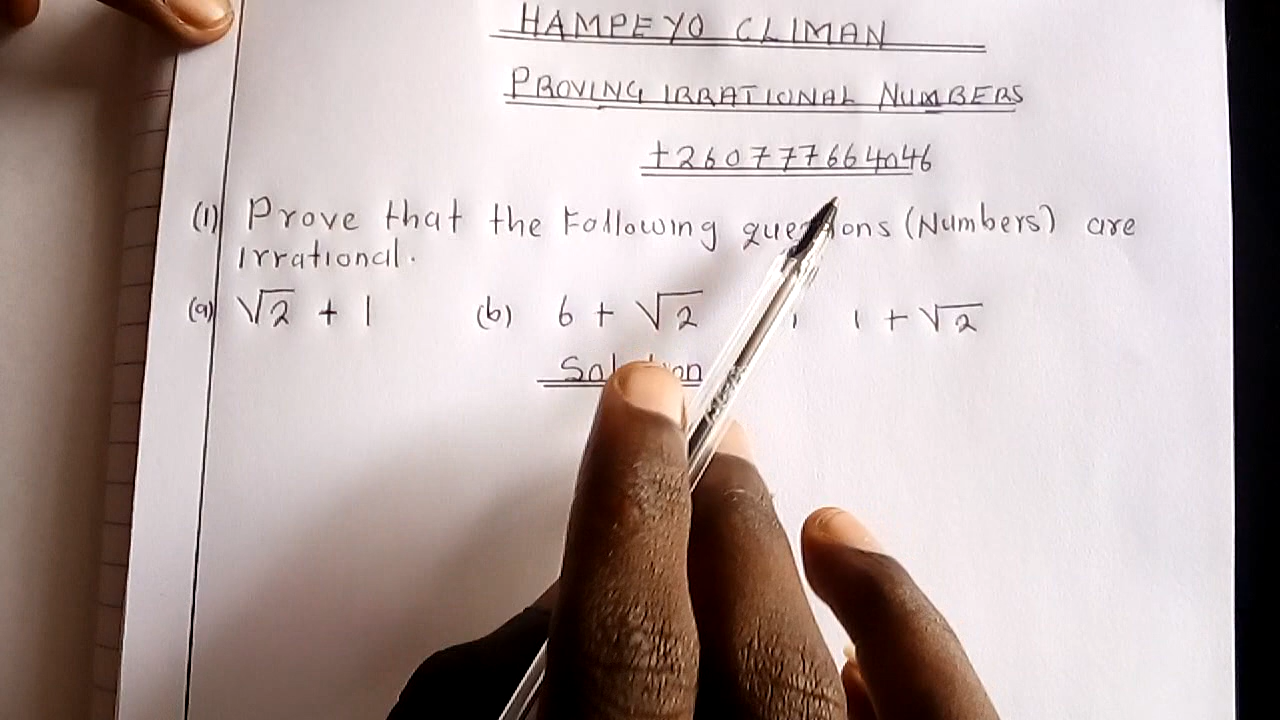 HAMPEYO CLIMAN
PROVING IRRATIONAL NUMBERS
+260777664046
(1) Prove that the Following (Numbers) are
Irrational.
(a) √2 + 1 (b) 6 + √2 1 + √2